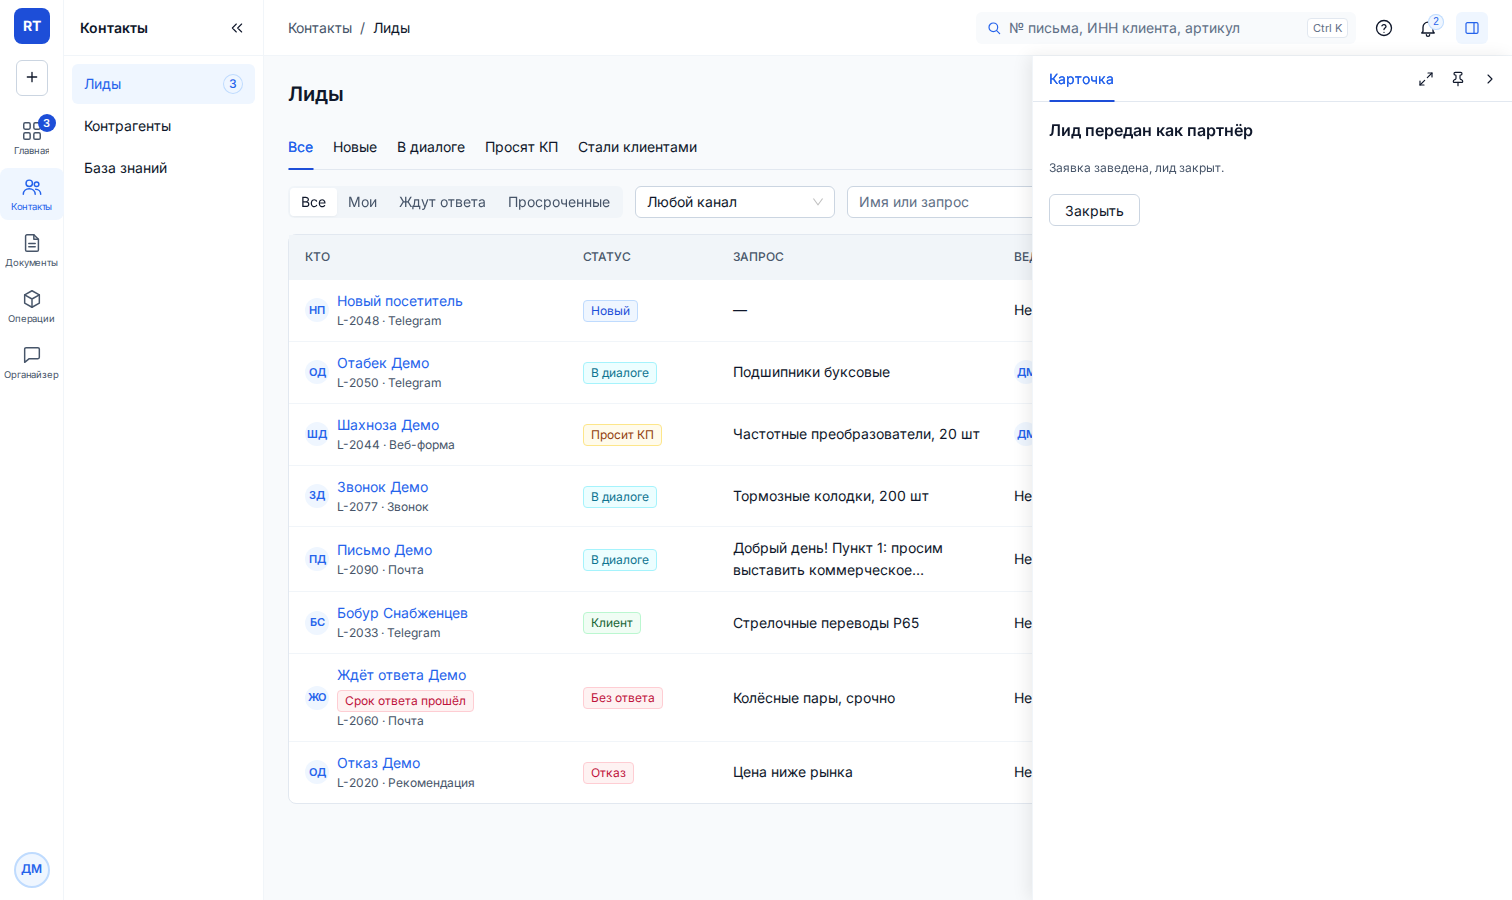 RT
Контакты
Контакты / Лиды
№ письма, ИНН клиента, артикул
Ctrl K
2
3
Главная
Контакты
Документы
Операции
Органайзер
ДМ
Лиды
3
Контрагенты
База знаний
Лиды
Все
Новые
В диалоге
Просят КП
Стали клиентами
Все
Мои
Ждут ответа
Просроченные
Любой канал
Имя или запрос
КТО
СТАТУС
ЗАПРОС
НП
Новый посетитель
L-2048 · Telegram
Новый
—
Не
ОД
Отабек Демо
L-2050 · Telegram
В диалоге
Подшипники буксовые
ШД
Шахноза Демо
L-2044 · Веб-форма
Просит КП
Частотные преобразователи, 20 шт
ЗД
Звонок Демо
L-2077 · Звонок
В диалоге
Тормозные колодки, 200 шт
Не
ПД
Письмо Демо
L-2090 · Почта
В диалоге
Добрый день! Пункт 1: просим
выставить коммерческое...
Не
БС
Бобур Снабженцев
L-2033 · Telegram
Клиент
Стрелочные переводы Р65
Не
ЖО
Ждёт ответа Демо
Срок ответа прошёл
L-2060 · Почта
Без ответа
Колёсные пары, срочно
Не
ОД
Отказ Демо
L-2020 · Рекомендация
Отказ
Цена ниже рынка
Не
Карточка
Лид передан как партнёр
Заявка заведена, лид закрыт.
Закрыть